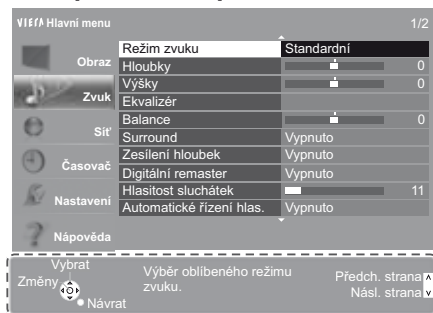 VIErA Hlavní menu 1/2
Režim zvuku Standardní
Obraz
Hloubky 0
Výšky 0
Zvuk
Ekvalizér
Balance 0
Síť
Surround Vypnuto
Zesílení hloubek Vypnuto
Časovač
Digitální remaster Vypnuto
Hlasitost sluchátek 11
Nastavení
Automatické řízení hlas. Vypnuto
Nápověda
Vybrat
Změny
Návrat
Výběr oblíbeného režimu
zvuku.
Předch. strana
Násl. strana